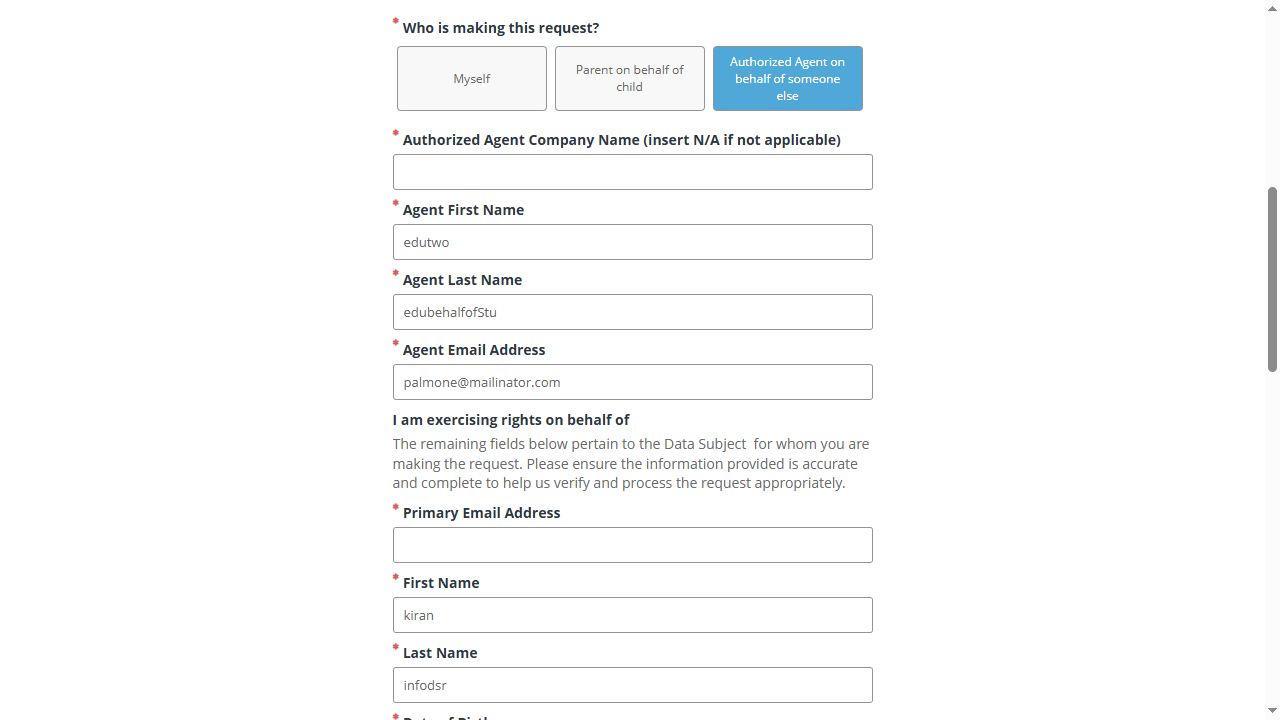 * Who is making this request?
Myself
Parent on behalf of
child
Authorized Agent on
behalf of someone
else
* Authorized Agent Company Name (insert N/A if not applicable)
* Agent First Name
edutwo
* Agent Last Name
edubehalfofStu
* Agent Email Address
palmone@mailinator.com
I am exercising rights on behalf of
The remaining fields below pertain to the Data Subject  for whom you are
making the request. Please ensure the information provided is accurate
and complete to help us verify and process the request appropriately.
* Primary Email Address
* First Name
kiran
* Last Name
infodsr
* Date of Birth